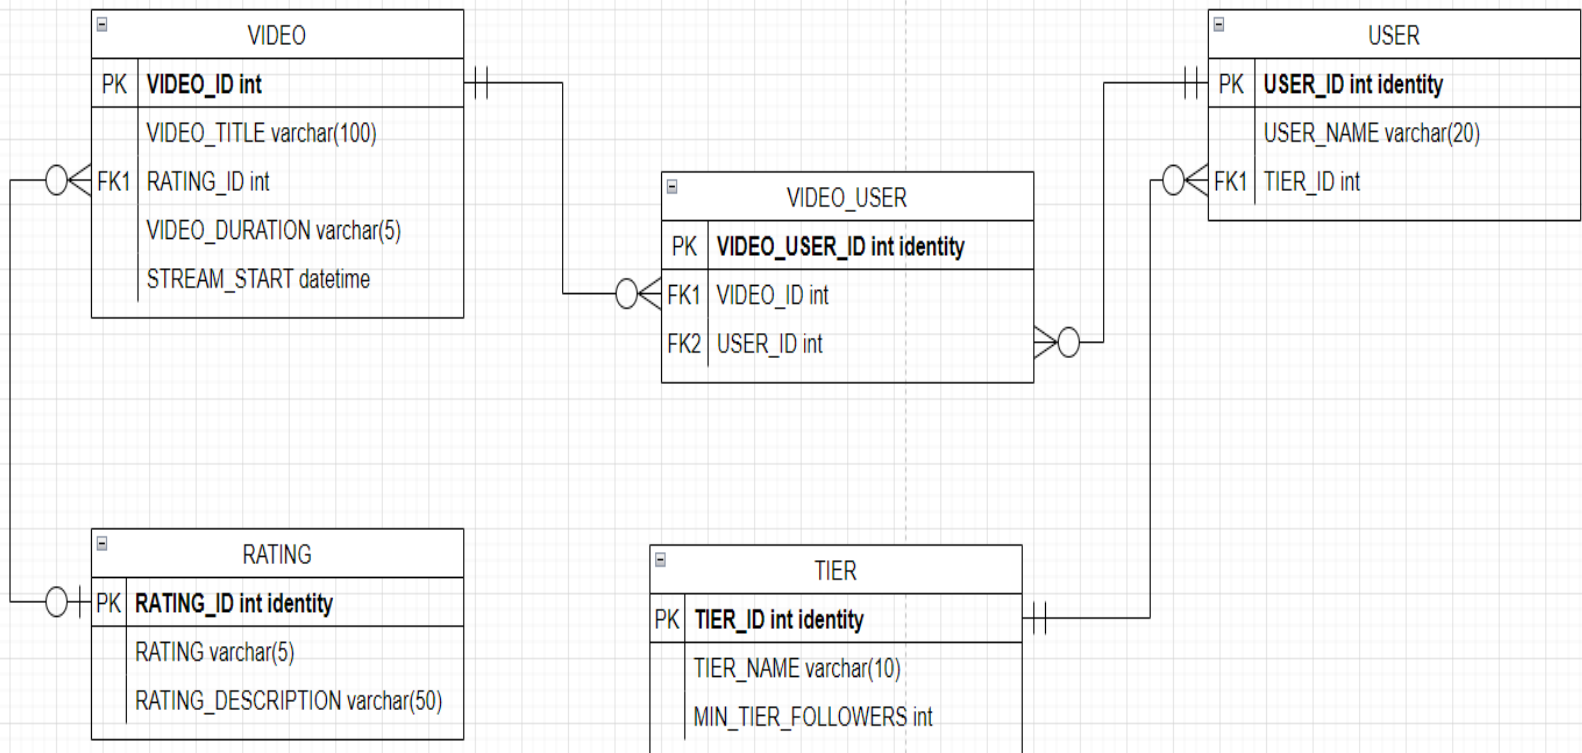 VIDEO
PK VIDEO_ID int
VIDEO_TITLE varchar(100)
FK1 RATING_ID int
VIDEO_DURATION varchar(5)
STREAM_START datetime
USER
PK USER_ID int identity
USER_NAME varchar(20)
FK1 TIER_ID int
VIDEO_USER
PK VIDEO_USER_ID int identity
FK1 VIDEO_ID int
FK2 USER_ID int
RATING
PK RATING_ID int identity
RATING varchar(5)
RATING_DESCRIPTION varchar(50)
TIER
PK TIER_ID int identity
TIER_NAME varchar(10)
MIN_TIER_FOLLOWERS int